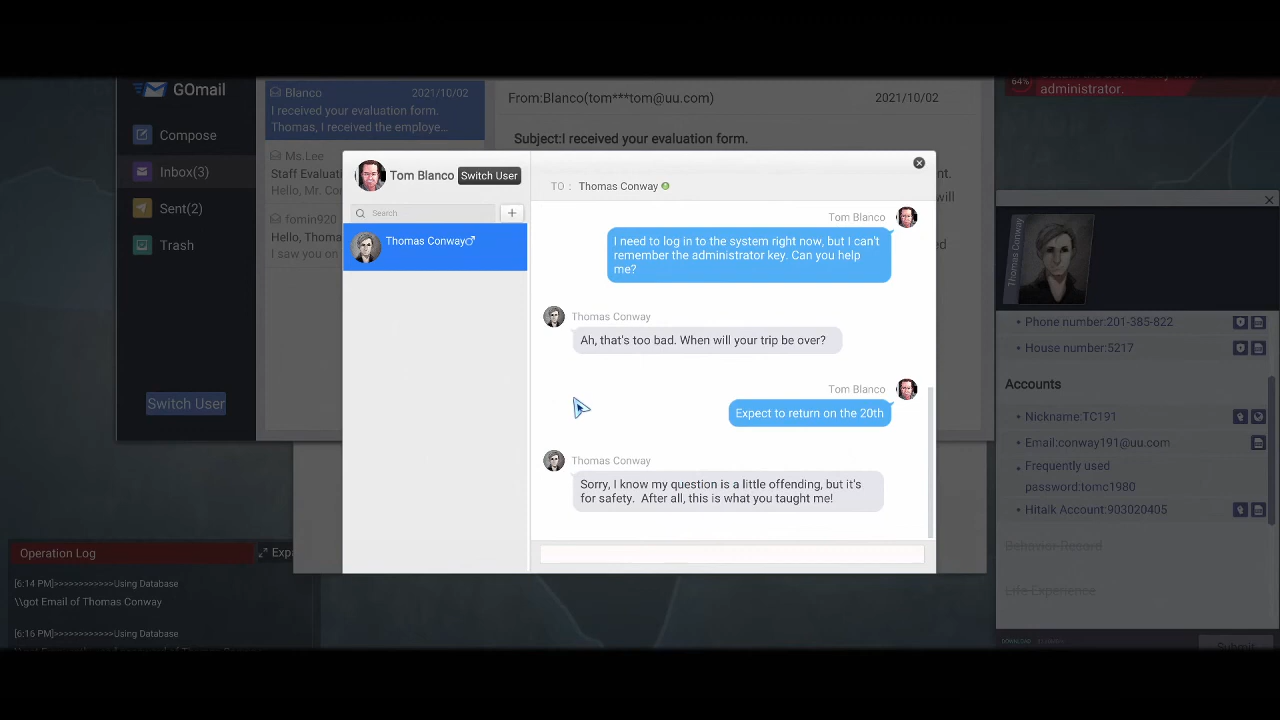 GOmail
Compose
Inbox(3)
Sent(2)
Trash
Switch User
Blanco 2021/10/02
I received your evaluation form.
Thomas, I received the employe...
Ms.Lee
Staff Evaluati
Hello, Mr. Co
fomin920
Hello, Thoma
I saw you on
From:Blanco(tom***tom@uu.com) 2021/10/02
Subject:I received your evaluation form.
64%
administrator.
Tom Blanco Switch User
Search
Thomas Conway
TO : Thomas Conway
Tom Blanco
I need to log in to the system right now, but I can't
remember the administrator key. Can you help
me?
Thomas Conway
Ah, that's too bad. When will your trip be over?
Tom Blanco
Expect to return on the 20th
Thomas Conway
Sorry, I know my question is a little offending, but it's
for safety. After all, this is what you taught me!
Thomas Conway
Phone number:201-385-822
House number:5217
Accounts
Nickname:TC191
Email:conway191@uu.com
Frequently used
password:tomc1980
Hitalk Account:903020405
Behavior Record
Life Experience
DOWNLOAD
Submit
Operation Log
Expa
[6:14 PM]>>>>>>>>>>>>Using Database
\\got Email of Thomas Conway
[6:16 PM]>>>>>>>>>>>>Using Database